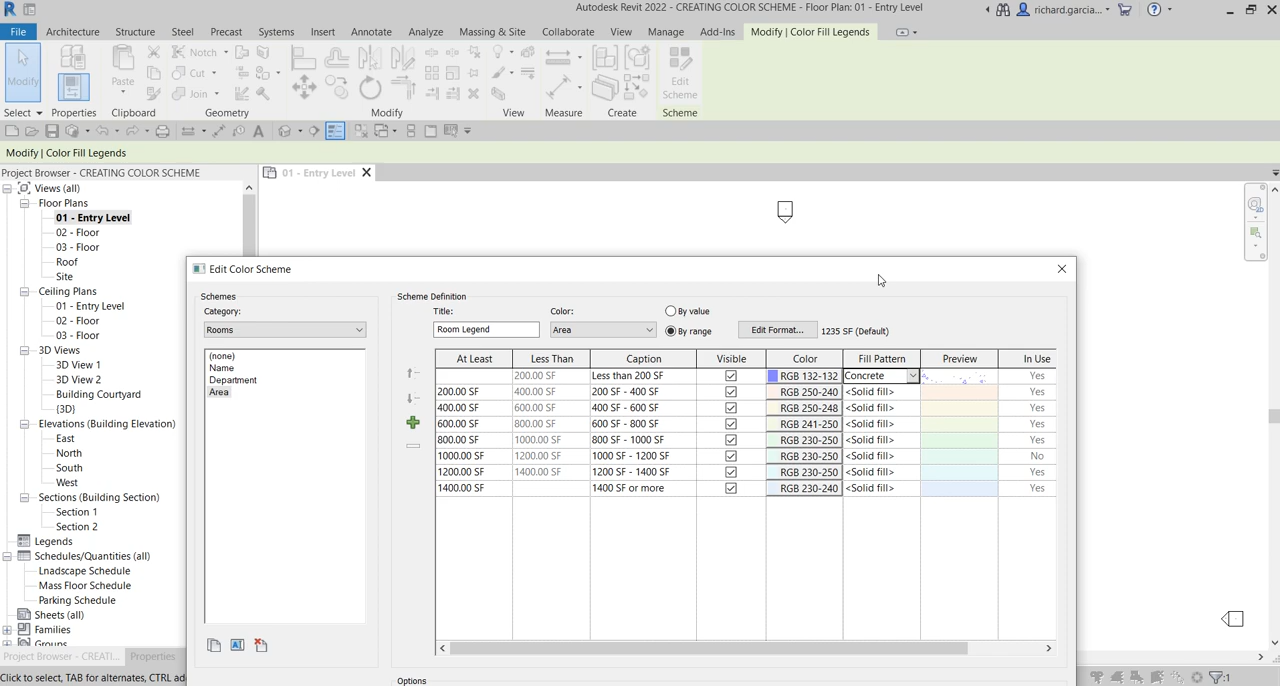 Autodesk Revit 2022 - CREATING COLOR SCHEME - Floor Plan: 01 - Entry Level
richard.garcia...
File Architecture Structure Steel Precast Systems Insert Annotate Analyze Massing & Site Collaborate View Manage Add-Ins Modify | Color Fill Legends
Modify Paste Notch Cut Join Edit Scheme
Select Properties Clipboard Geometry Modify View Measure Create Scheme
Modify | Color Fill Legends
Project Browser - CREATING COLOR SCHEME
01 - Entry Level
Views (all)
Floor Plans
01 - Entry Level
02 - Floor
03 - Floor
Roof
Site
Ceiling Plans
01 - Entry Level
02 - Floor
03 - Floor
3D Views
3D View 1
3D View 2
Building Courtyard
{3D}
Elevations (Building Elevation)
East
North
South
West
Sections (Building Section)
Section 1
Section 2
Legends
Schedules/Quantities (all)
Lnadscape Schedule
Mass Floor Schedule
Parking Schedule
Sheets (all)
Families
Groups
Project Browser - CREATI... Properties
Click to select, TAB for alternates, CTRL ad
:1
Edit Color Scheme
Schemes
Category:
Rooms
(none)
Name
Department
Area
Scheme Definition
Title: Color: By value
Room Legend Area By range Edit Format... 1235 SF (Default)
At Least Less Than Caption Visible Color Fill Pattern Preview In Use
200.00 SF Less than 200 SF RGB 132-132 Concrete Yes
200.00 SF 400.00 SF 200 SF - 400 SF RGB 250-240 <Solid fill> Yes
400.00 SF 600.00 SF 400 SF - 600 SF RGB 250-248 <Solid fill> Yes
600.00 SF 800.00 SF 600 SF - 800 SF RGB 241-250 <Solid fill> Yes
800.00 SF 1000.00 SF 800 SF - 1000 SF RGB 230-250 <Solid fill> Yes
1000.00 SF 1200.00 SF 1000 SF - 1200 SF RGB 230-250 <Solid fill> No
1200.00 SF 1400.00 SF 1200 SF - 1400 SF RGB 230-250 <Solid fill> Yes
1400.00 SF 1400 SF or more RGB 230-240 <Solid fill> Yes
Options